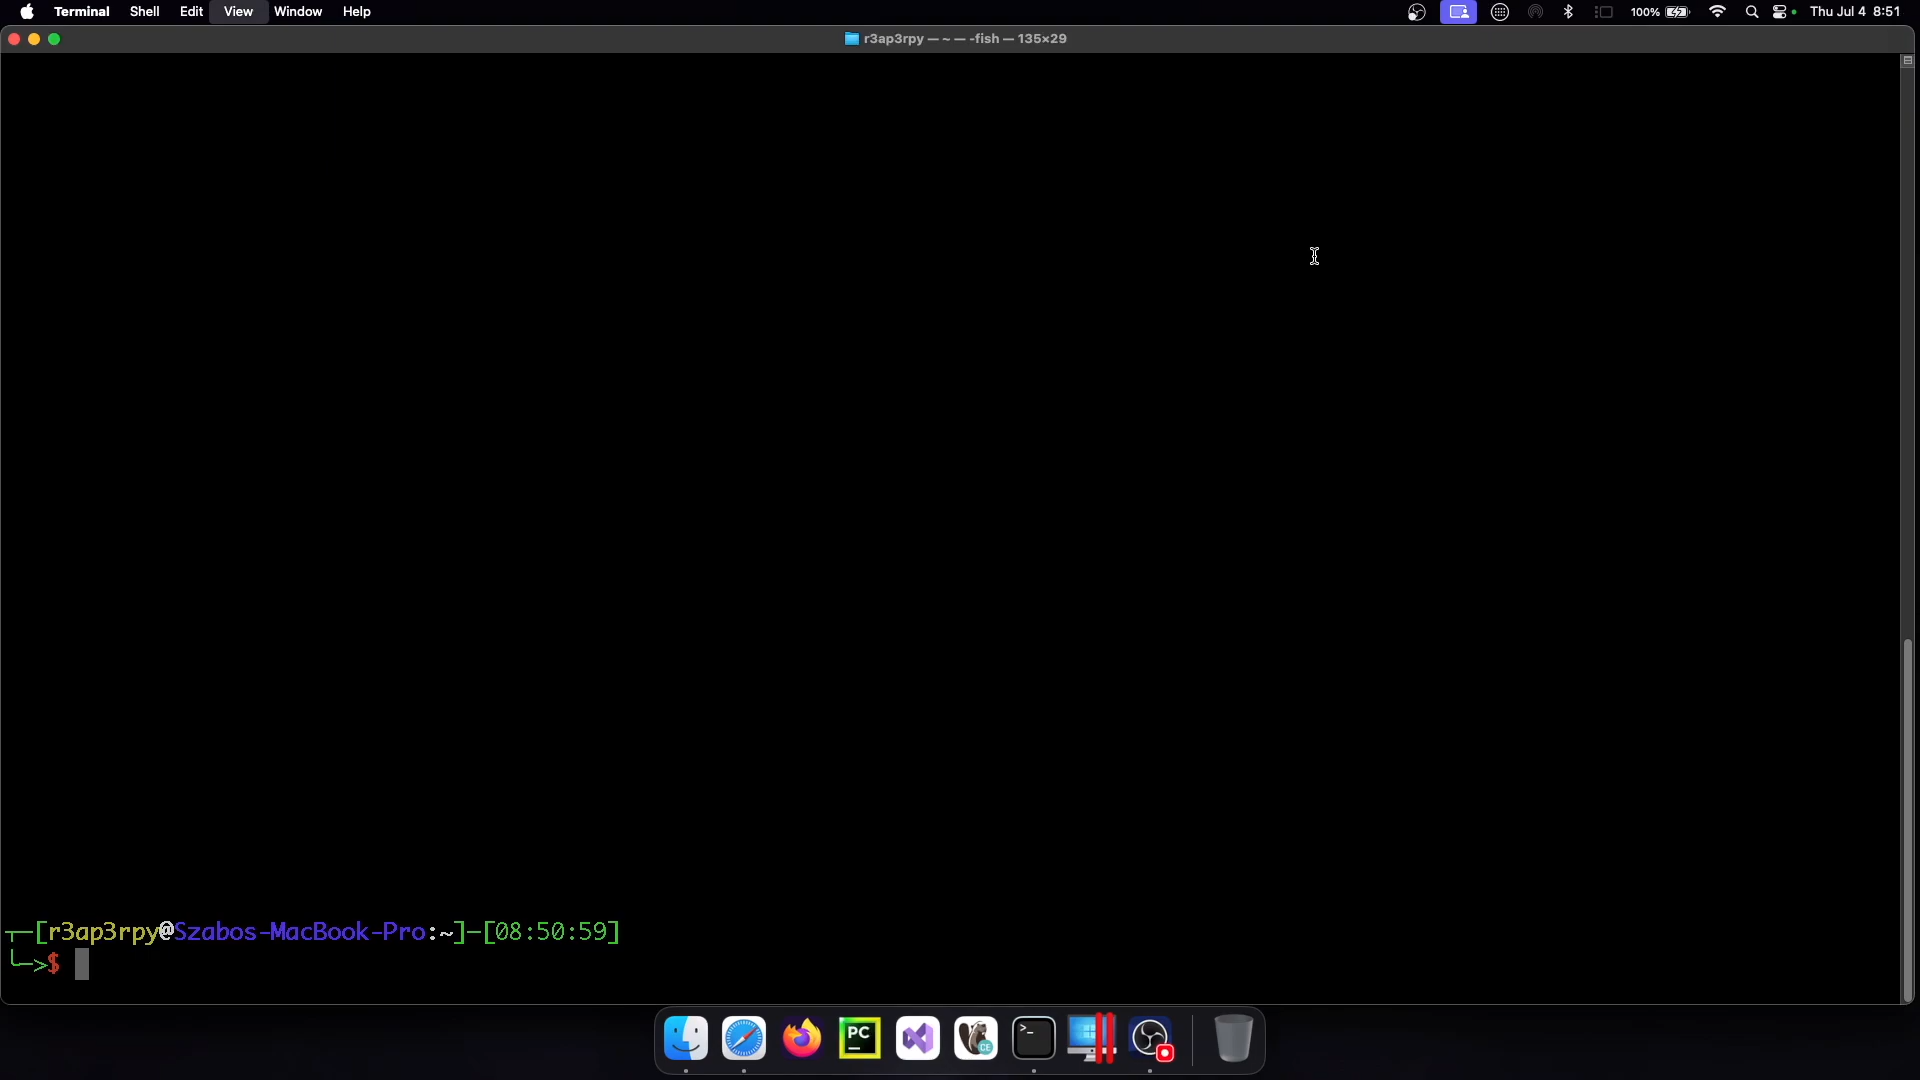 Terminal Shell Edit View Window Help 100% Thu Jul 4 8:51
r3ap3rpy — ~ — -fish — 135×29
┬─[r3ap3rpy@Szabos-MacBook-Pro:~]─[08:50:59]
╰─>$
PC
CE
>_